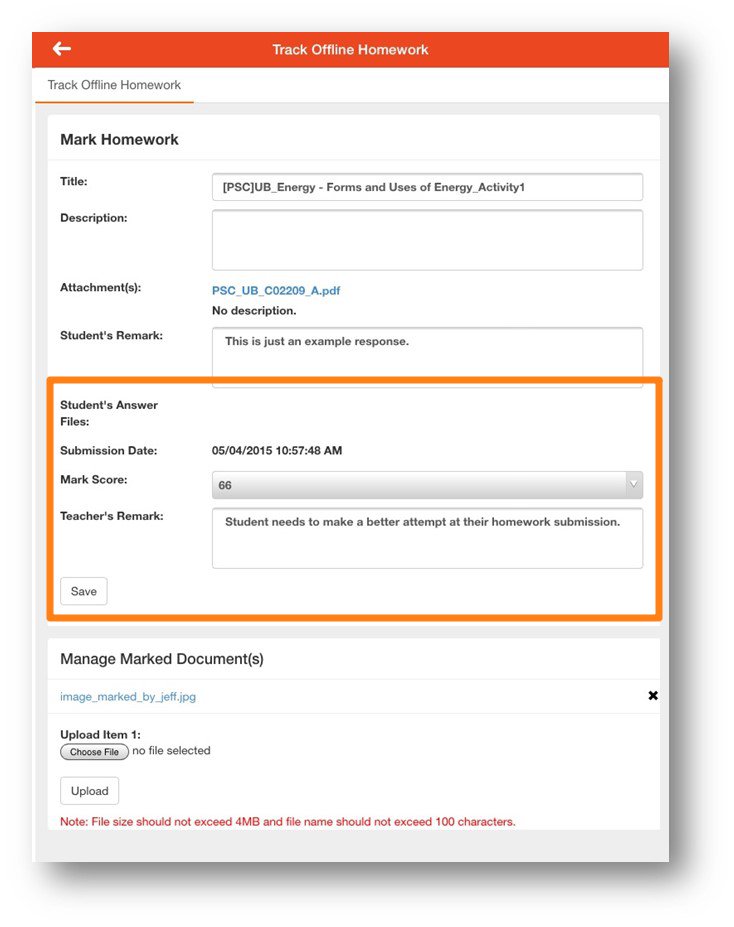 Track Offline Homework
Track Offline Homework
Mark Homework
Title:
[PSC]UB_Energy - Forms and Uses of Energy_Activity1
Description:
Attachment(s):
PSC_UB_C02209_A.pdf
No description.
Student's Remark:
This is just an example response.
Student's Answer
Files:
Submission Date:
05/04/2015 10:57:48 AM
Mark Score:
66
Teacher's Remark:
Student needs to make a better attempt at their homework submission.
Save
Manage Marked Document(s)
image_marked_by_jeff.jpg
Upload Item 1:
Choose File no file selected
Upload
Note: File size should not exceed 4MB and file name should not exceed 100 characters.